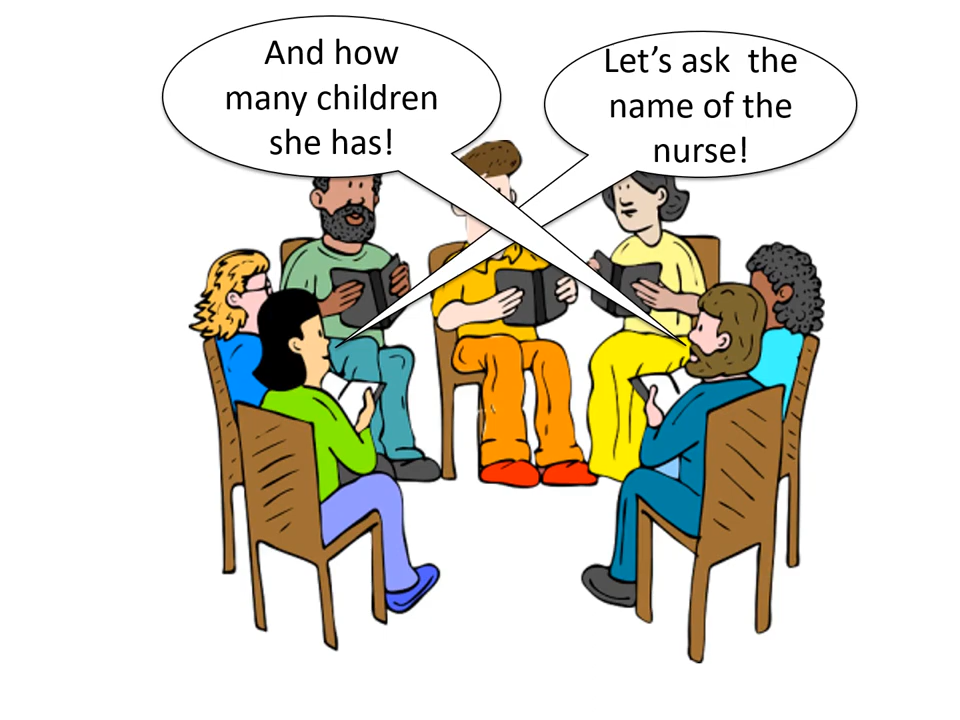 And how
many children
she has!
Let’s ask  the
name of the
nurse!